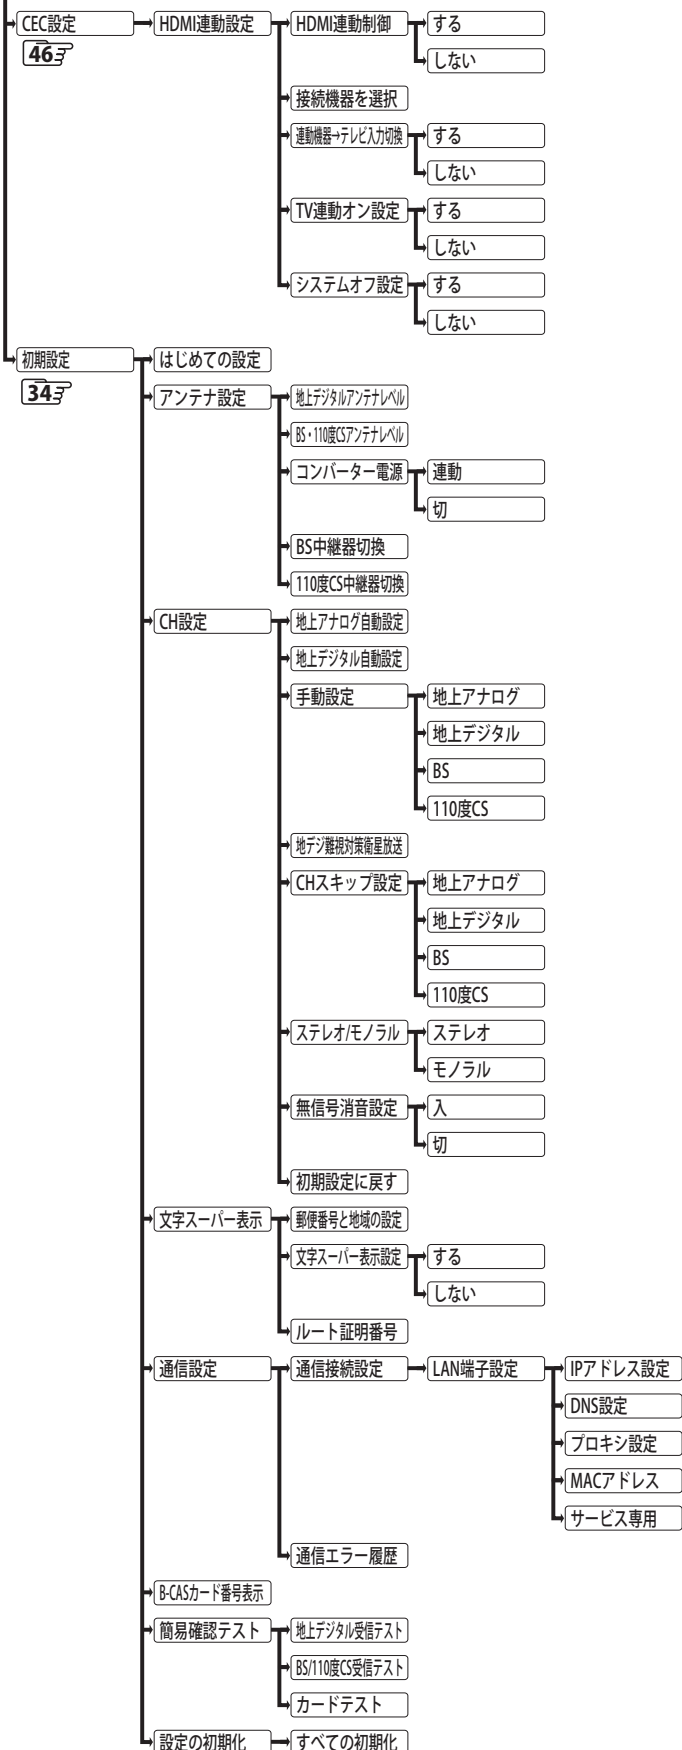 CEC設定 HDMI連動設定 HDMI連動制御 する
46 しない
接続機器を選択
連動機器→テレビ入力切換 する
しない
TV連動オン設定 する
しない
システムオフ設定 する
しない
初期設定 はじめての設定
34 アンテナ設定 地上デジタルアンテナレベル
BS・110度CSアンテナレベル
コンバーター電源 連動
切
BS中継器切換
110度CS中継器切換
CH設定 地上アナログ自動設定
地上デジタル自動設定
手動設定 地上アナログ
地上デジタル
BS
110度CS
地デジ難視対策衛星放送
CHスキップ設定 地上アナログ
地上デジタル
BS
110度CS
ステレオ/モノラル ステレオ
モノラル
無信号消音設定 入
切
初期設定に戻す
文字スーパー表示 郵便番号と地域の設定
文字スーパー表示設定 する
しない
ルート証明番号
通信設定 通信接続設定 LAN端子設定 IPアドレス設定
DNS設定
プロキシ設定
MACアドレス
サービス専用
通信エラー履歴
B-CASカード番号表示
簡易確認テスト 地上デジタル受信テスト
BS/110度CS受信テスト
カードテスト
設定の初期化 すべての初期化